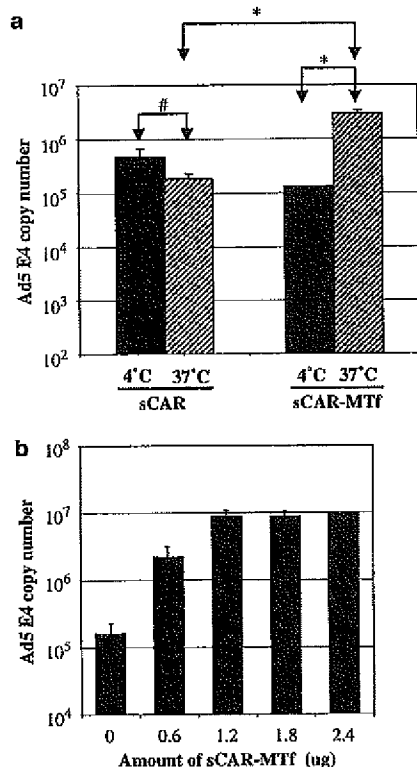 a
*
#
*
10^7
10^6
10^5
10^4
10^3
10^2
Ad5 E4 copy number
4°C 37°C 4°C 37°C
sCAR sCAR-MTf
b
10^8
10^7
10^6
10^5
10^4
Ad5 E4 copy number
0 0.6 1.2 1.8 2.4
Amount of sCAR-MTf (ug)